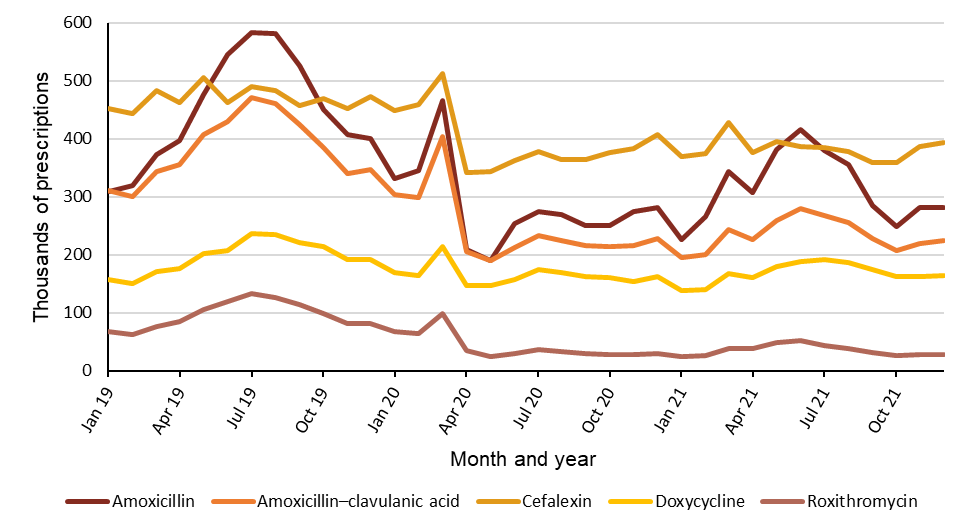 600
500
400
300
200
100
0
Thousands of prescriptions
Jan 19
Apr 19
Jul 19
Oct 19
Jan 20
Apr 20
Jul 20
Oct 20
Jan 21
Apr 21
Jul 21
Oct 21
Month and year
Amoxicillin Amoxicillin–clavulanic acid Cefalexin Doxycycline Roxithromycin